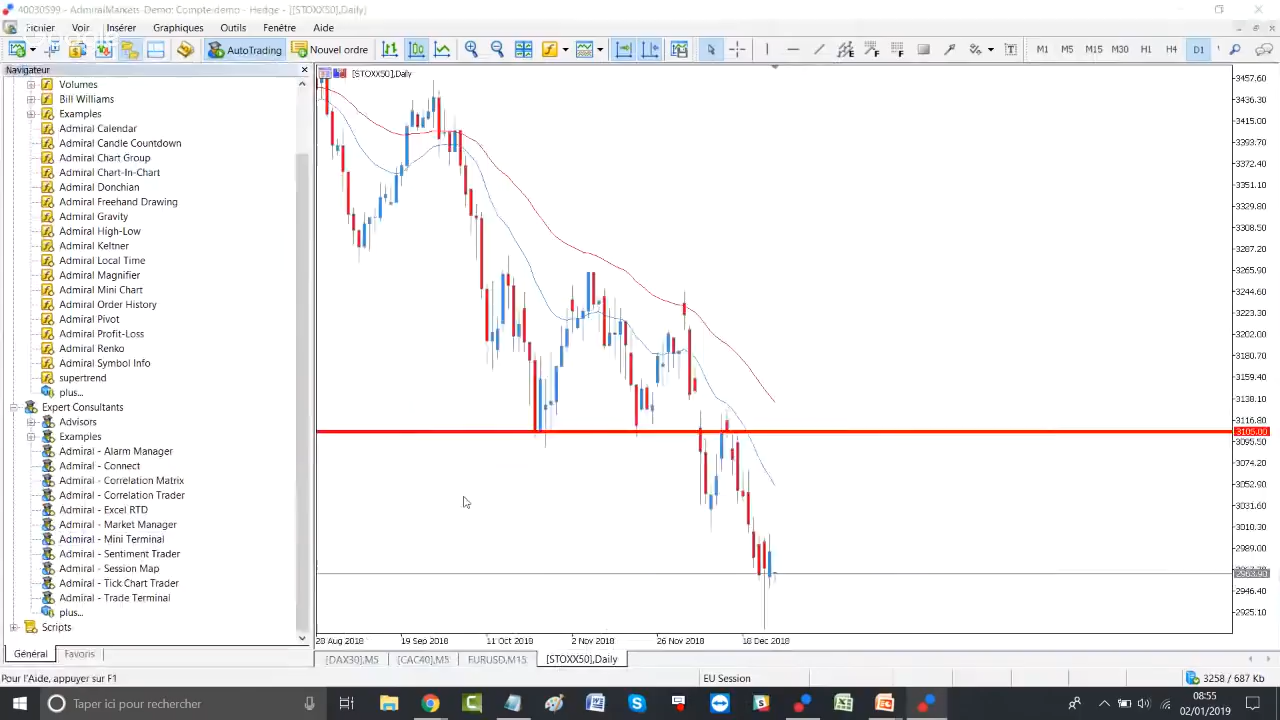 40030599 - AdmiralMarkets-Demo: Compte-demo - Hedge - [[STOXX50],Daily]
Fichier Voir Insérer Graphiques Outils Fenêtre Aide
AutoTrading Nouvel ordre M1 M5 M15 M30 H1 H4 D1
Navigateur
Volumes
Bill Williams
Examples
Admiral Calendar
Admiral Candle Countdown
Admiral Chart Group
Admiral Chart-In-Chart
Admiral Donchian
Admiral Freehand Drawing
Admiral Gravity
Admiral High-Low
Admiral Keltner
Admiral Local Time
Admiral Magnifier
Admiral Mini Chart
Admiral Order History
Admiral Pivot
Admiral Profit-Loss
Admiral Renko
Admiral Symbol Info
supertrend
plus...
Expert Consultants
Advisors
Examples
Admiral - Alarm Manager
Admiral - Connect
Admiral - Correlation Matrix
Admiral - Correlation Trader
Admiral - Excel RTD
Admiral - Market Manager
Admiral - Mini Terminal
Admiral - Sentiment Trader
Admiral - Session Map
Admiral - Tick Chart Trader
Admiral - Trade Terminal
plus...
Scripts
Général Favoris
[STOXX50],Daily
3457.60
3436.30
3415.00
3393.70
3372.40
3351.10
3329.80
3308.50
3287.20
3265.90
3244.60
3223.30
3202.00
3180.70
3159.40
3138.10
3116.80
3105.00
3095.50
3074.20
3052.90
3031.60
3010.30
2989.00
2963.90
2946.40
2925.10
28 Aug 2018 19 Sep 2018 11 Oct 2018 2 Nov 2018 26 Nov 2018 18 Dec 2018
[DAX30],M5 [CAC40],M5 EURUSD,M15 [STOXX50],Daily
Pour l'Aide, appuyer sur F1 EU Session 3258 / 687 Kb
Taper ici pour rechercher
08:55
02/01/2019